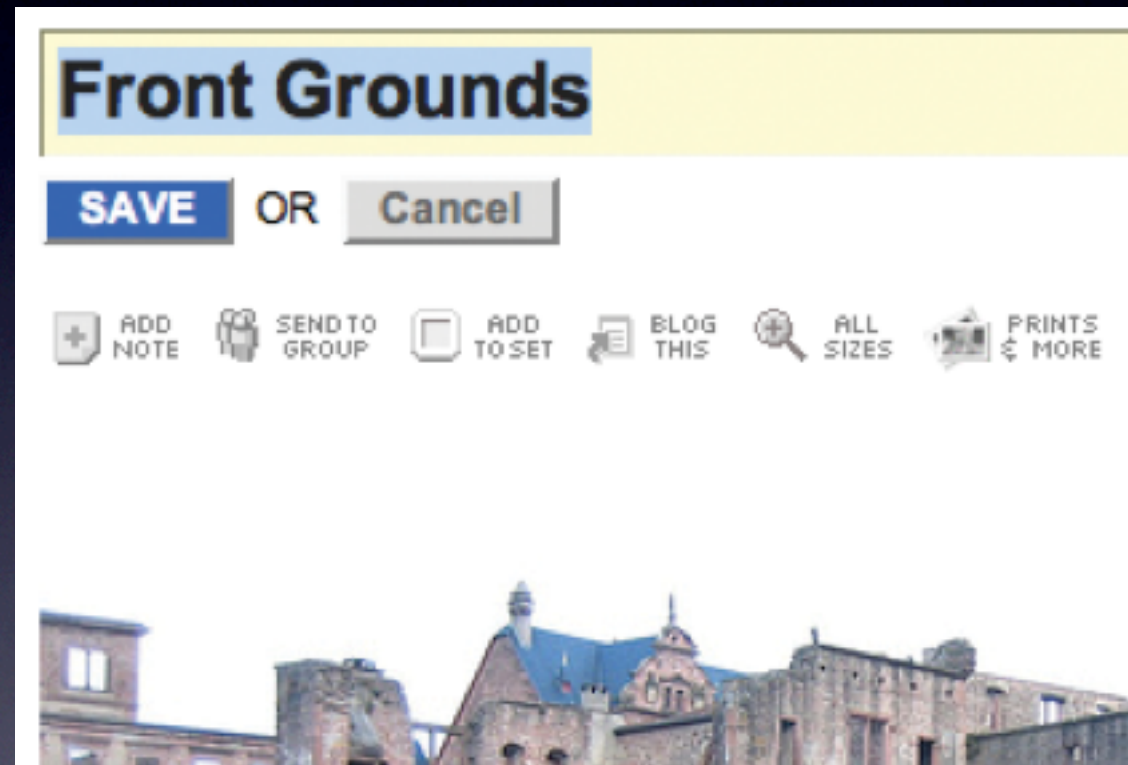 Front Grounds
SAVE OR Cancel
ADD NOTE SEND TO GROUP ADD TO SET BLOG THIS ALL SIZES PRINTS & MORE